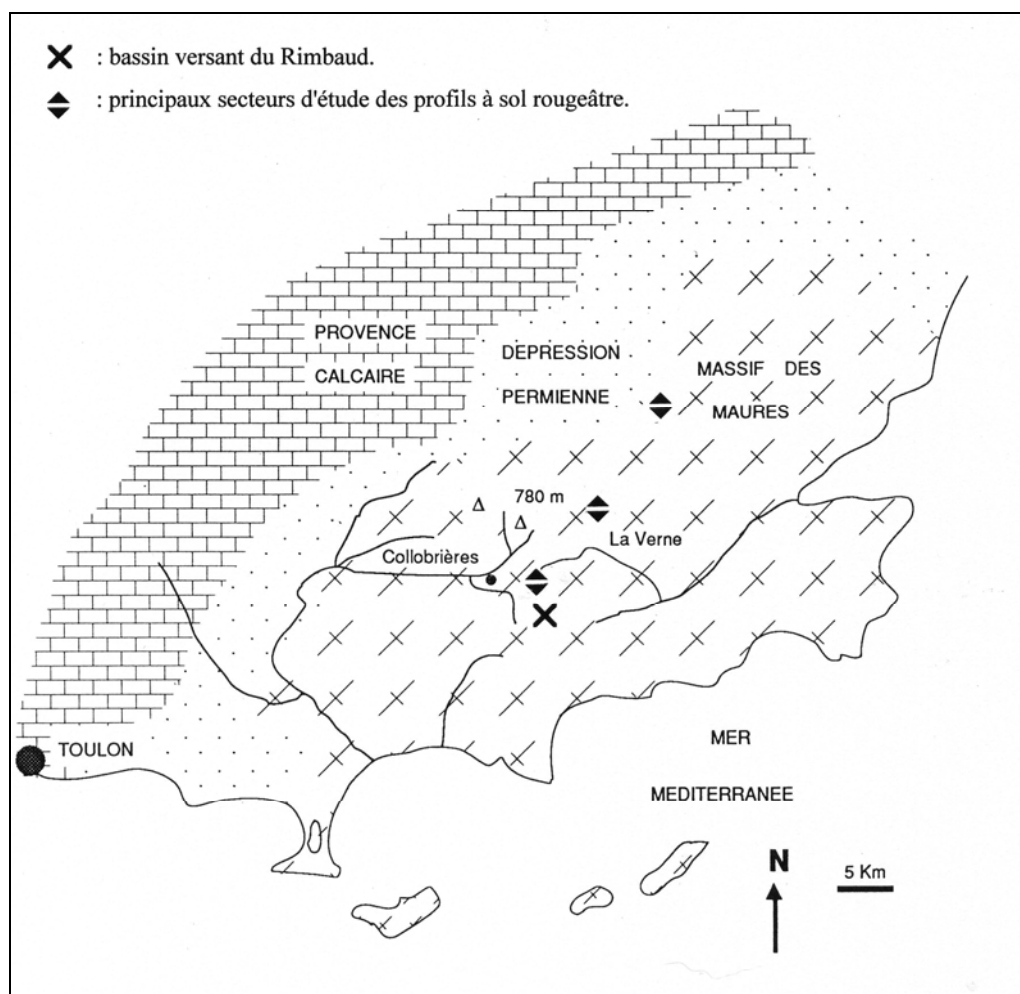 : bassin versant du Rimbaud.
: principaux secteurs d'étude des profils à sol rougeâtre.
PROVENCE
CALCAIRE
DEPRESSION
PERMIENNE
MASSIF DES
MAURES
780 m
La Verne
Collobrières
TOULON
MER
MEDITERRANEE
N
5 Km